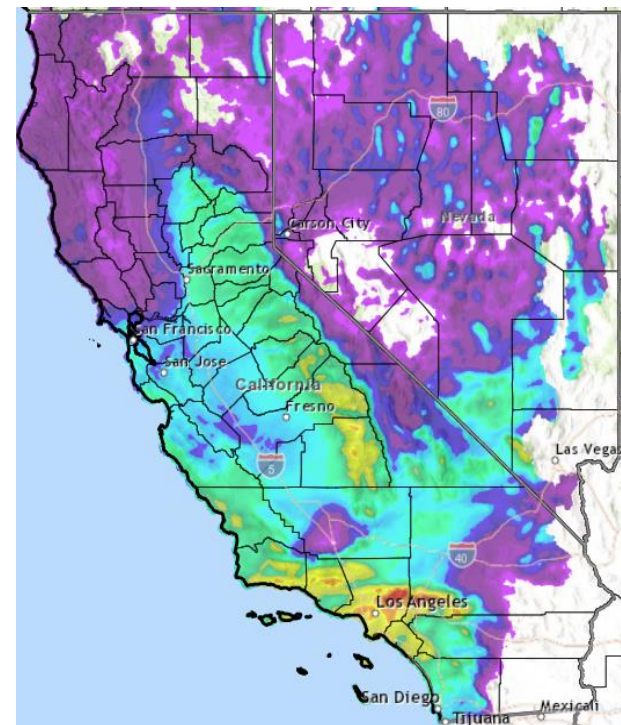 80
Carson City
Nevada
Sacramento
San Francisco
San Jose
California
Fresno
Las Vegas
5
40
Los Angeles
San Diego
Tijuana
Mexicali